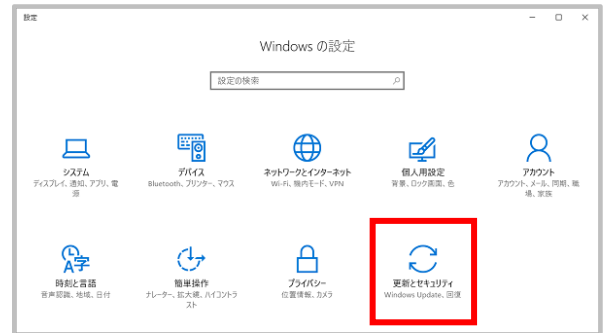 設定
Windows の設定
設定の検索
システム
ディスプレイ、通知、アプリ、電
源
デバイス
Bluetooth、プリンター、マウス
ネットワークとインターネット
Wi-Fi、機内モード、VPN
個人用設定
背景、ロック画面、色
アカウント
アカウント、メール、同期、職
場、家族
時刻と言語
音声認識、地域、日付
簡単操作
ナレーター、拡大鏡、ハイコントラ
スト
プライバシー
位置情報、カメラ
更新とセキュリティ
Windows Update、回復